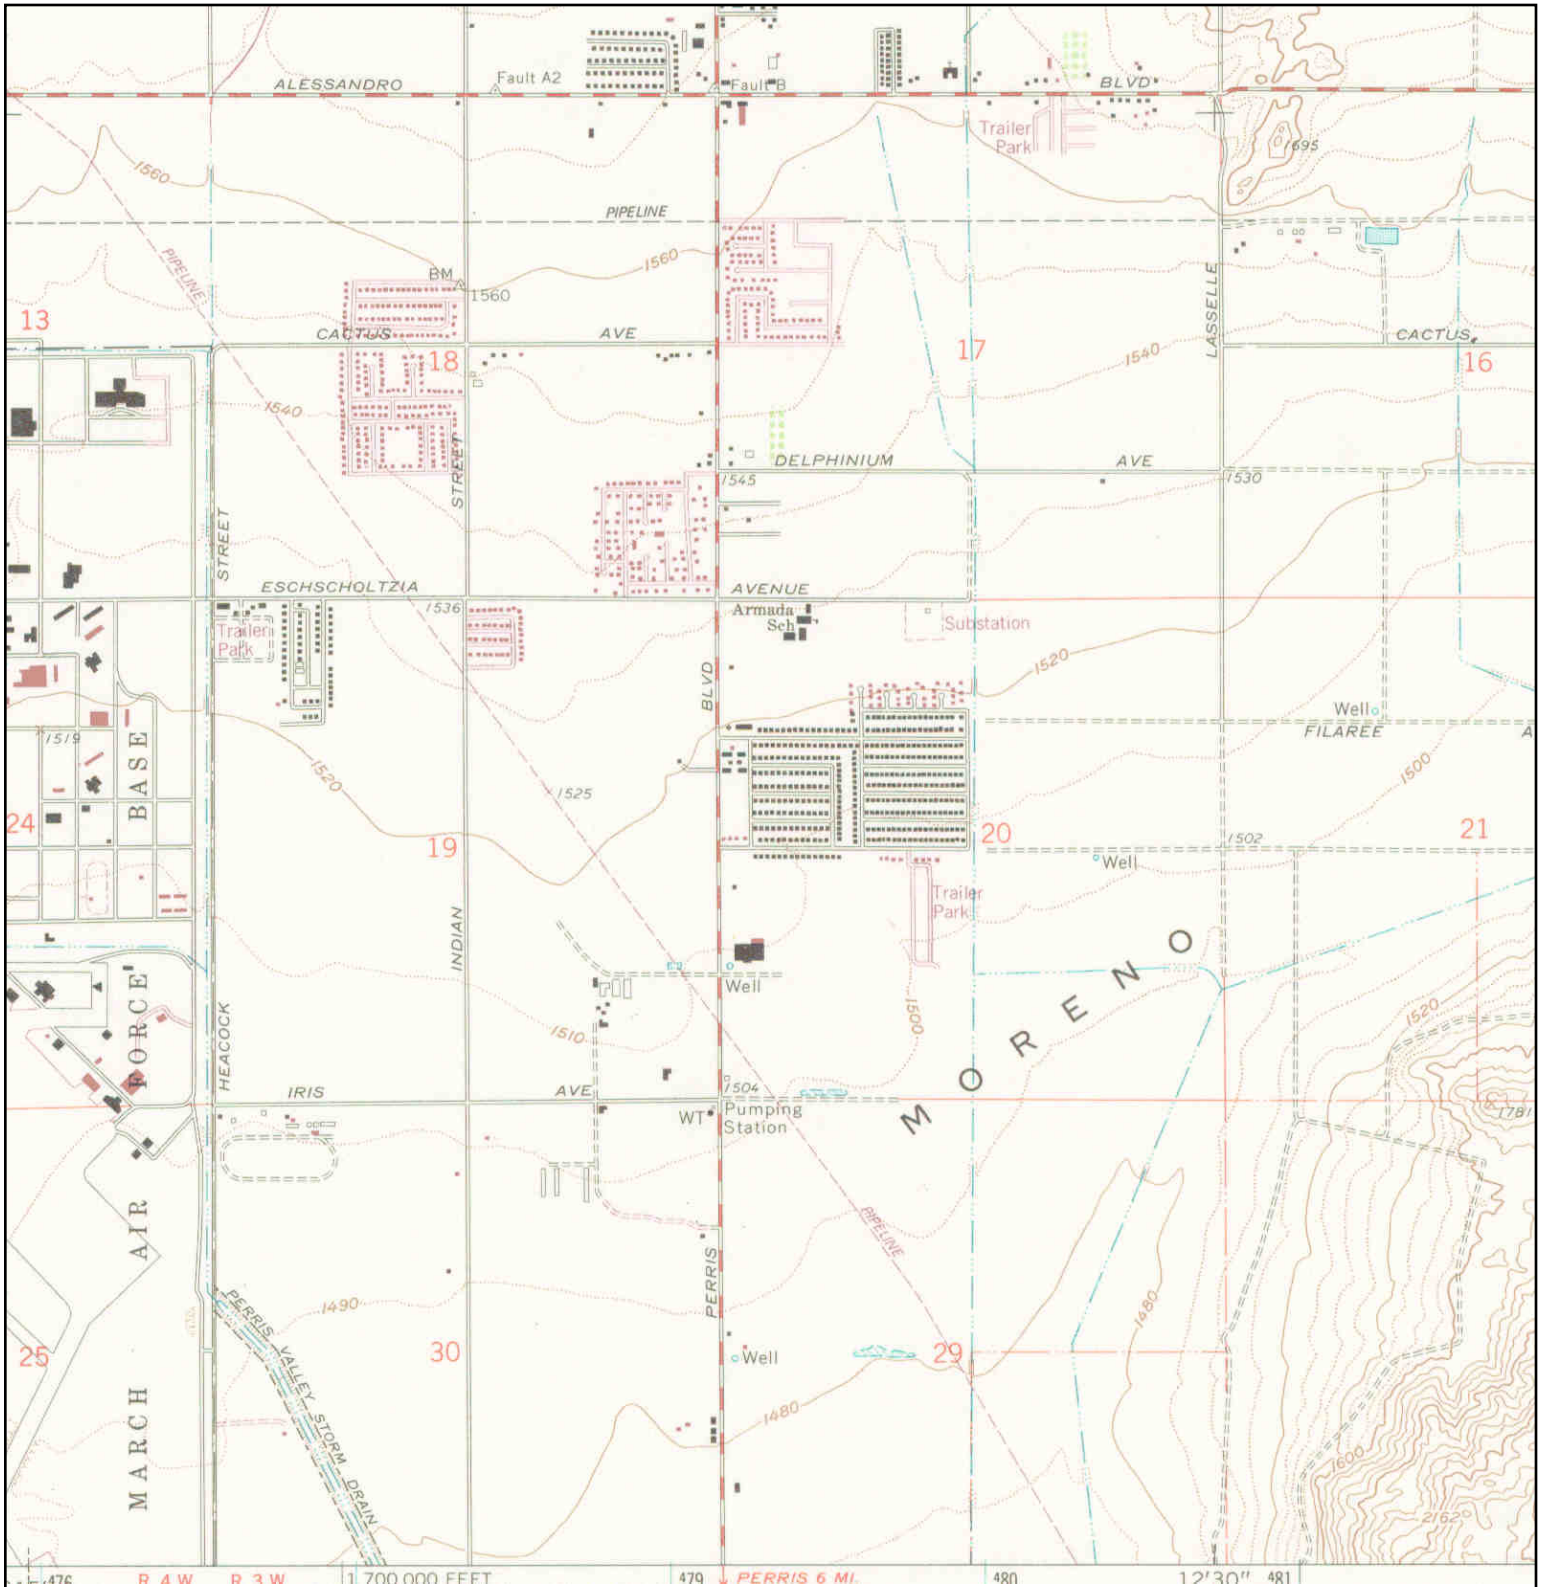 ALESSANDRO
Fault A2
Fault B
BLVD
Trailer
Park
1695
1560
PIPELINE
PIPELINE
1560
BM
1560
LASSELLE
13
CACTUS
AVE
18
17
1540
CACTUS
16
1540
STREET
DELPHINIUM
AVE
1545
1530
STREET
ESCHSCHOLTZIA
AVENUE
1536
Armada
Sch
Substation
Trailer
Park
1520
BLVD
Well
FILAREE
A
1519
BASE
1520
1525
1500
24
19
20
1502
21
Well
Trailer
Park
INDIAN
MORENO
Well
FORCE
HEACOCK
1510
1500
1520
IRIS
AVE
1504
WT
Pumping
Station
1781
AIR
PIPELINE
PERRIS
1480
1490
PERRIS VALLEY STORM DRAIN
25
30
Well
29
1480
MARCH
1600
2162
476
R. 4 W.
R. 3 W.
1 700 000 FEET
479
PERRIS 6 MI.
480
12'30"
481